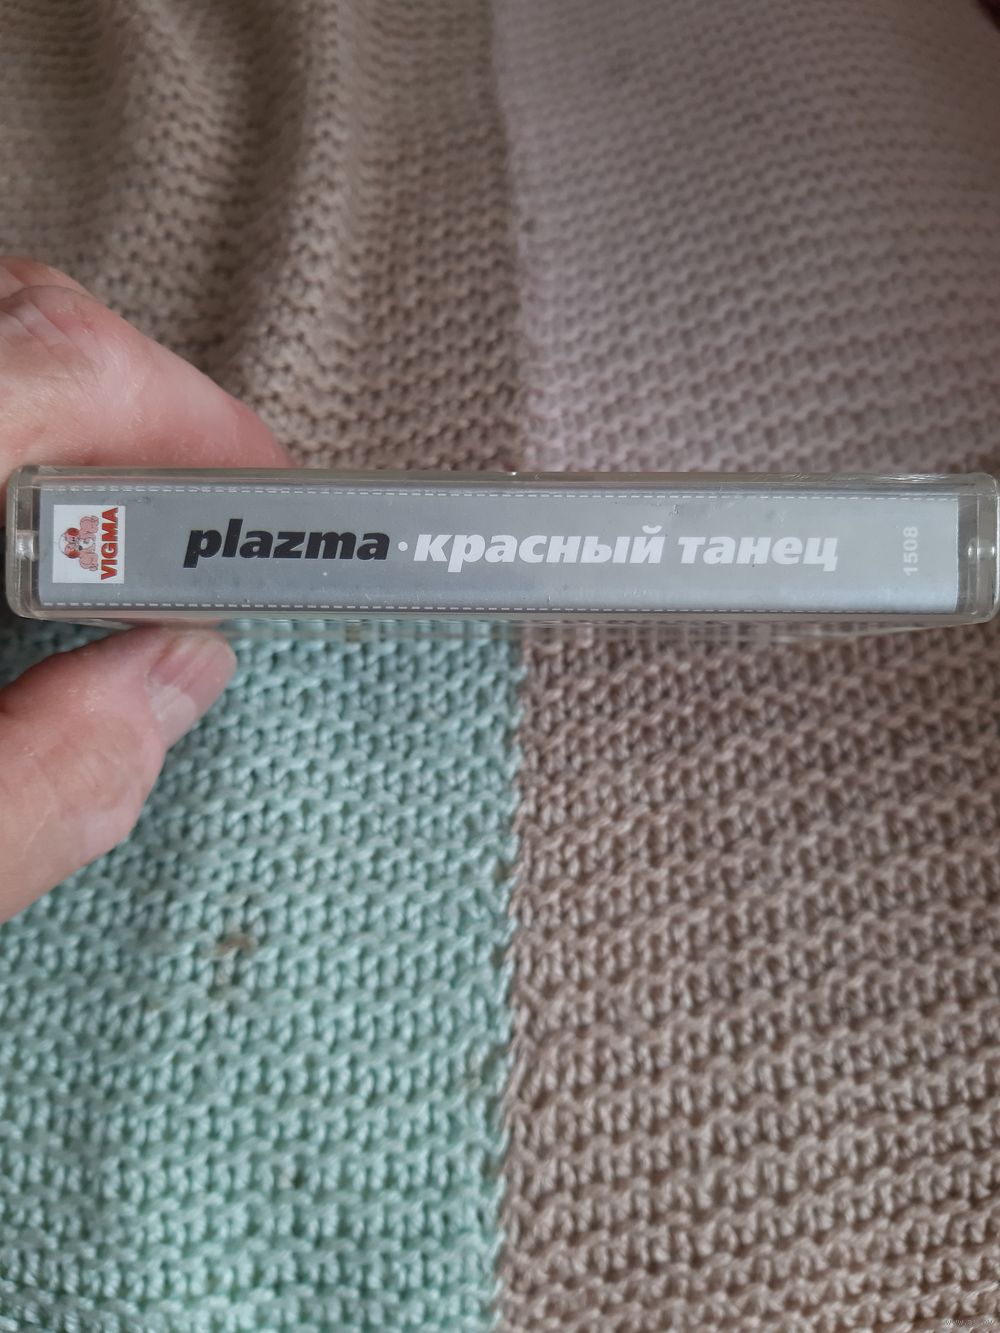 VIGMA
plazma · красный танец
1508